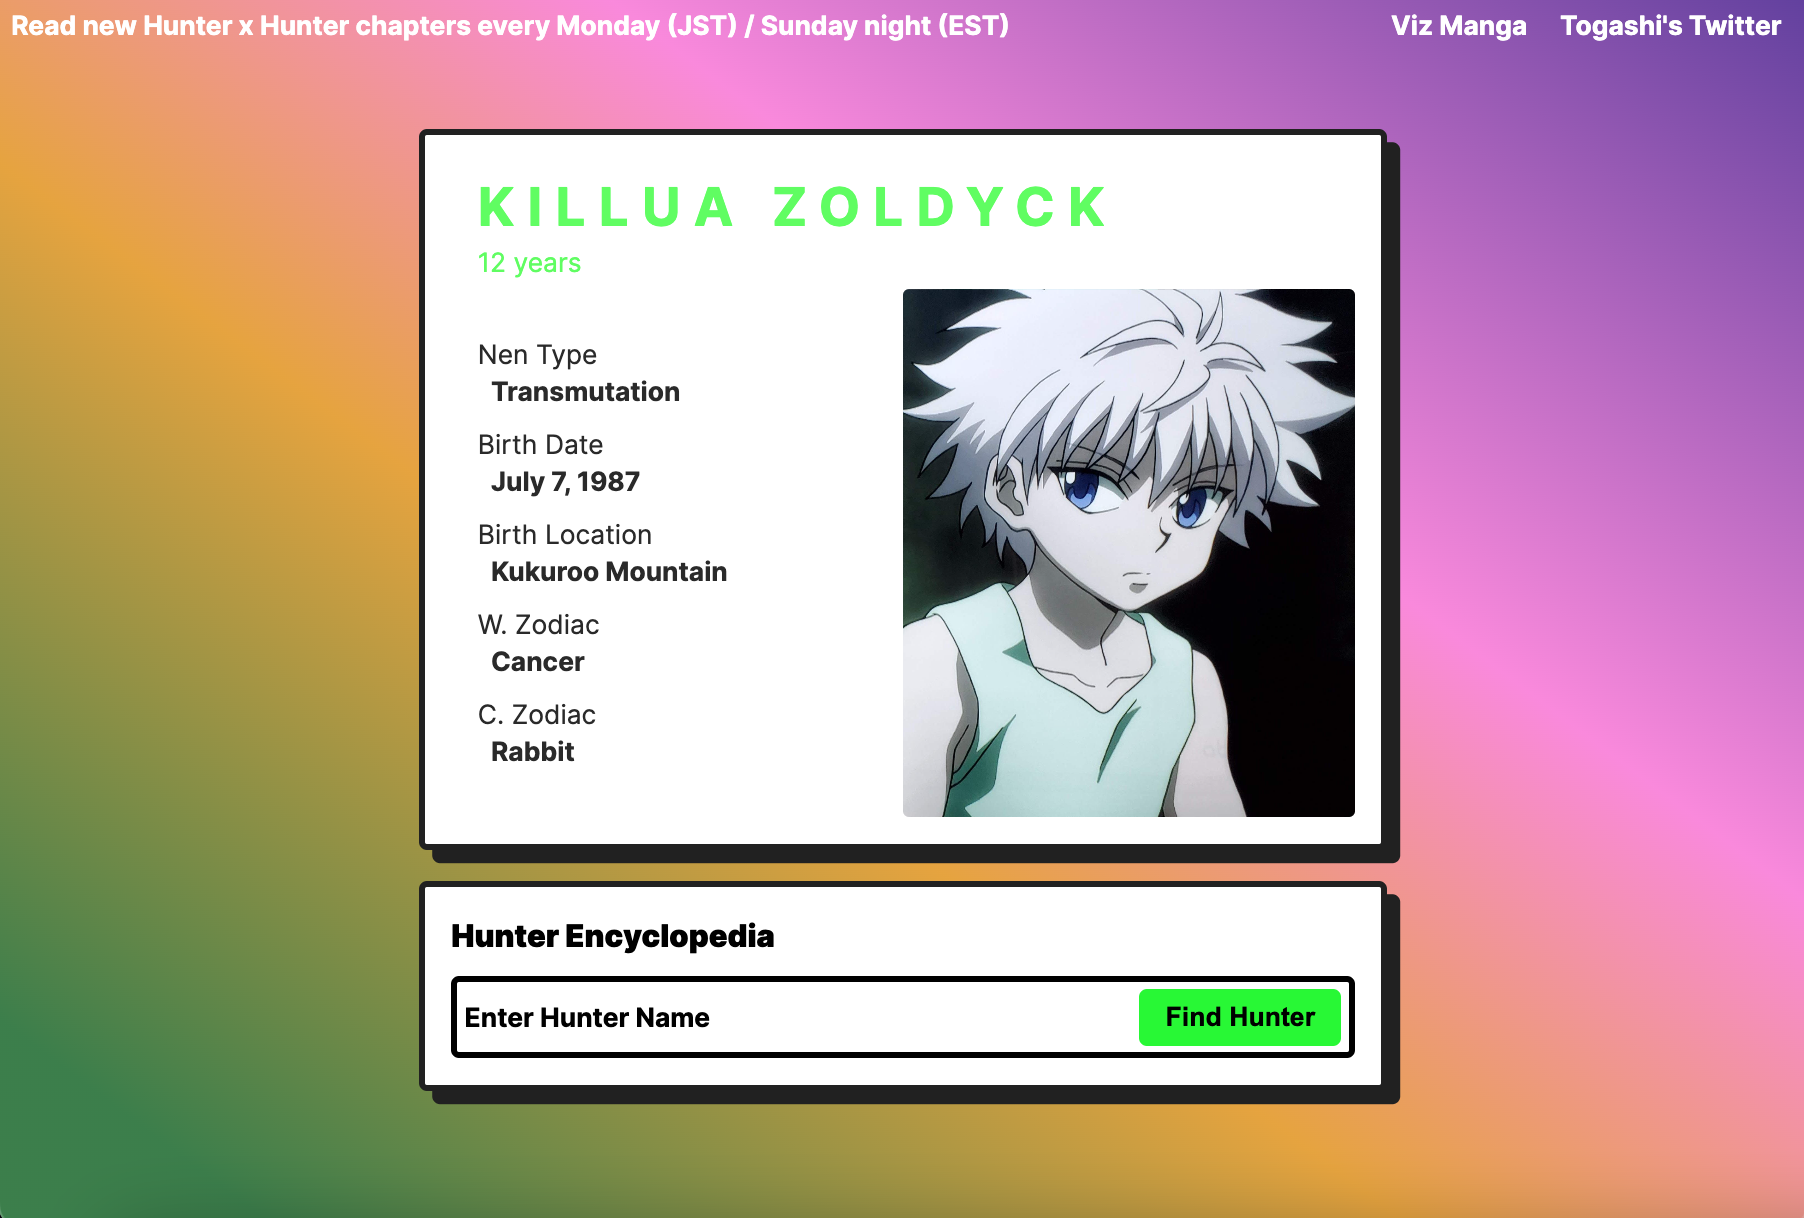 Read new Hunter x Hunter chapters every Monday (JST) / Sunday night (EST)
Viz Manga
Togashi's Twitter
KILLUA ZOLDYCK
12 years
Nen Type
Transmutation
Birth Date
July 7, 1987
Birth Location
Kukuroo Mountain
W. Zodiac
Cancer
C. Zodiac
Rabbit
Hunter Encyclopedia
Enter Hunter Name
Find Hunter